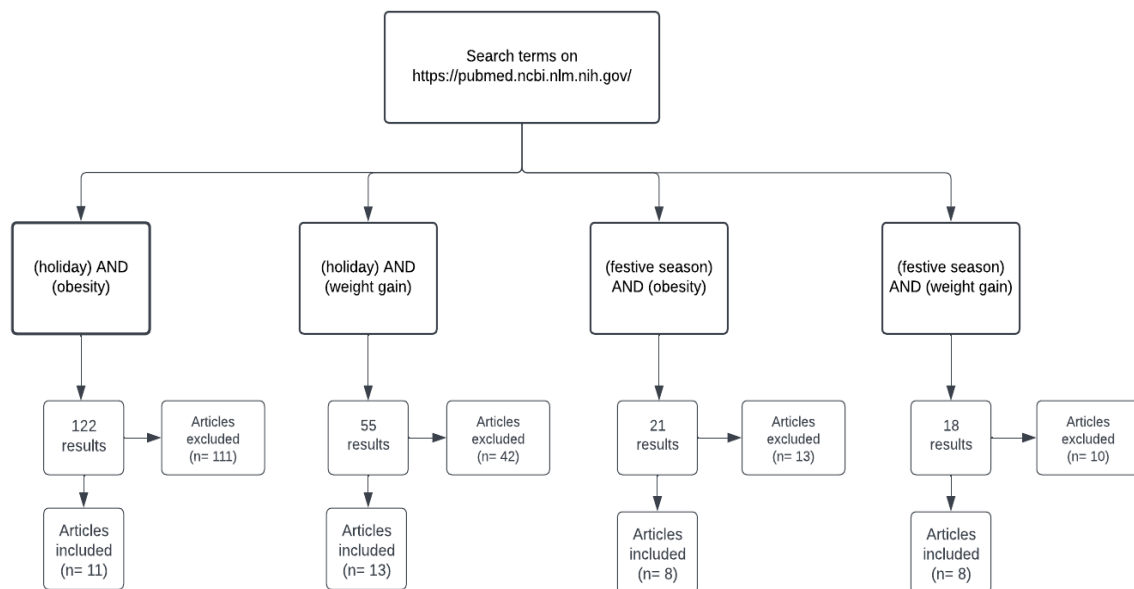 Search terms on
https://pubmed.ncbi.nlm.nih.gov/
(holiday) AND
(obesity)
(holiday) AND
(weight gain)
(festive season)
AND (obesity)
(festive season)
AND (weight gain)
122
results
Articles
excluded
(n= 111)
55
results
Articles
excluded
(n= 42)
21
results
Articles
excluded
(n= 13)
18
results
Articles
excluded
(n= 10)
Articles
included
(n= 11)
Articles
included
(n= 13)
Articles
included
(n= 8)
Articles
included
(n= 8)